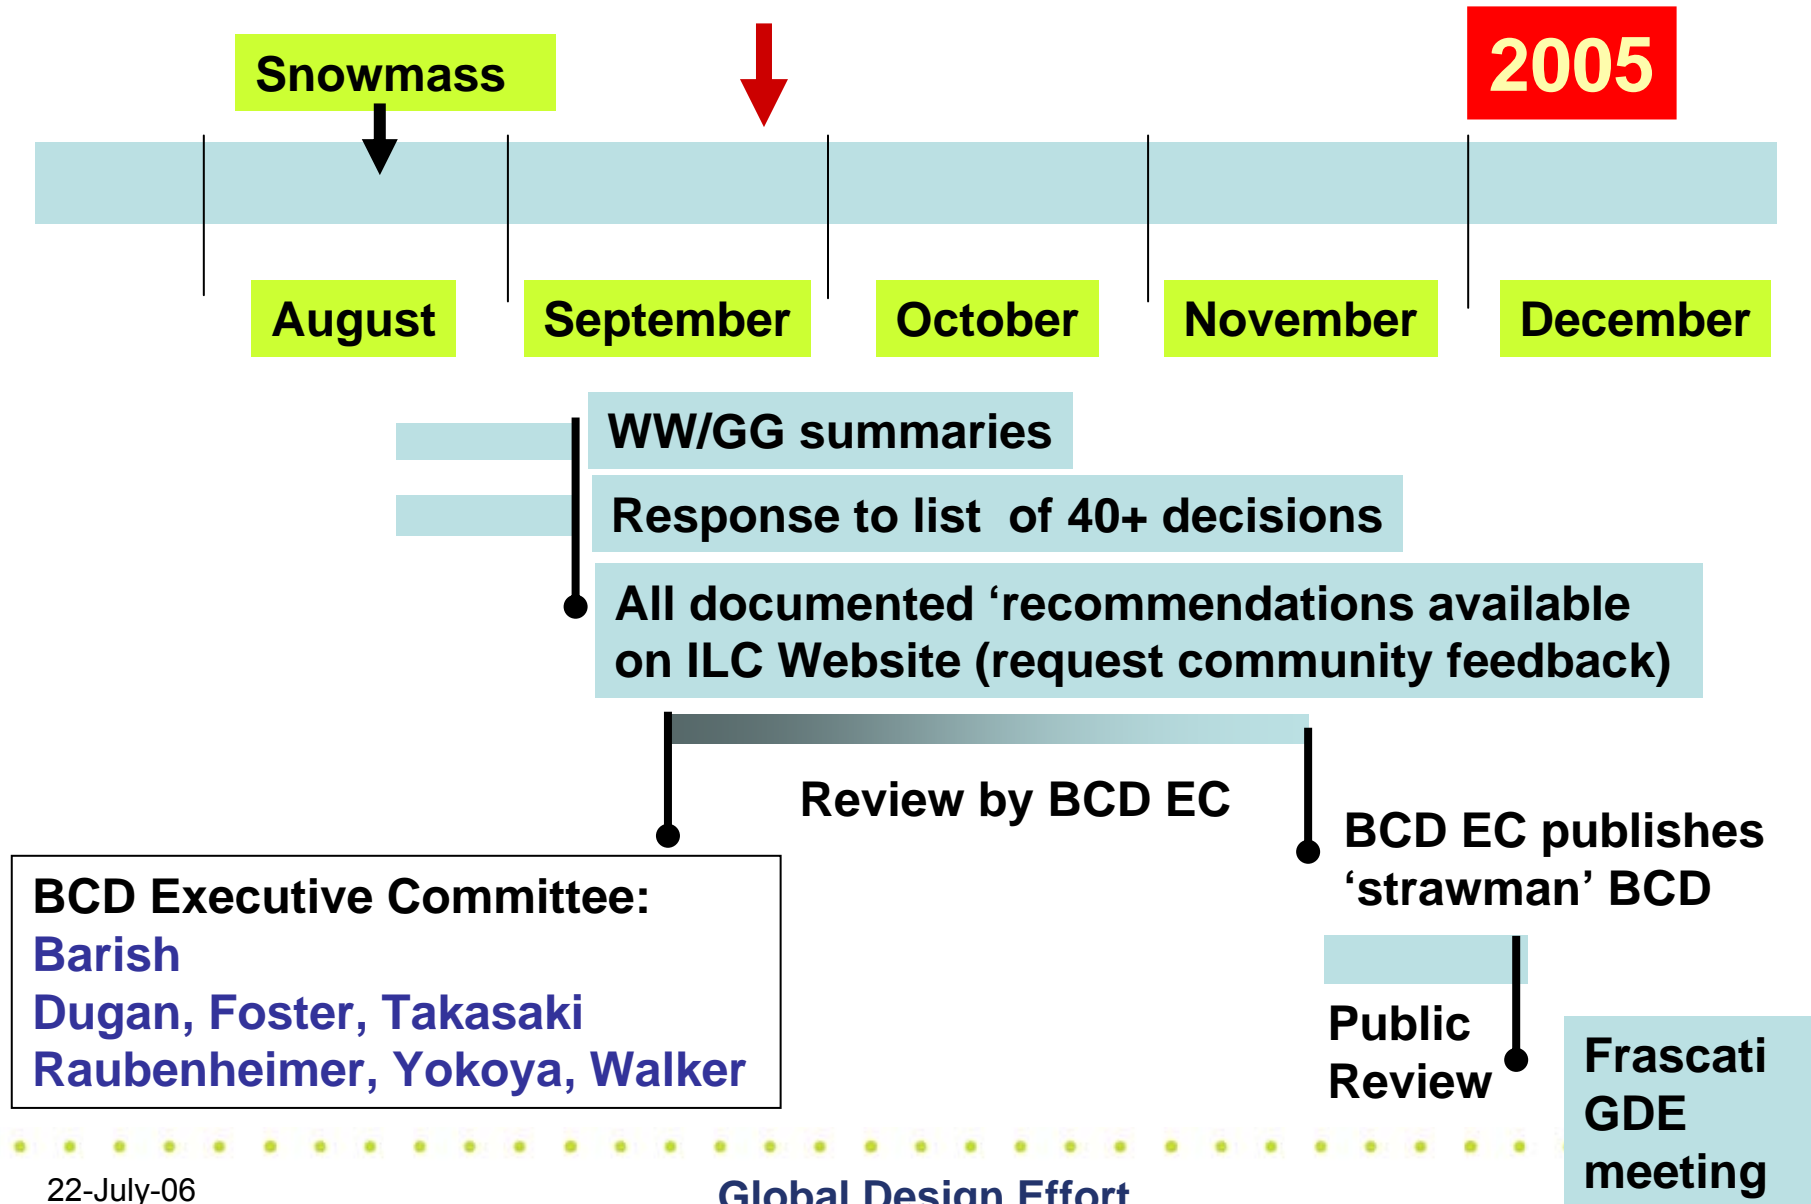 Snowmass
2005
August
September
October
November
December
WW/GG summaries
Response to list of 40+ decisions
All documented ‘recommendations available
on ILC Website (request community feedback)
Review by BCD EC
BCD EC publishes
‘strawman’ BCD
BCD Executive Committee:
Barish
Dugan, Foster, Takasaki
Raubenheimer, Yokoya, Walker
Public
Review
Frascati
GDE
meeting
22-July-06
Global Design Effort